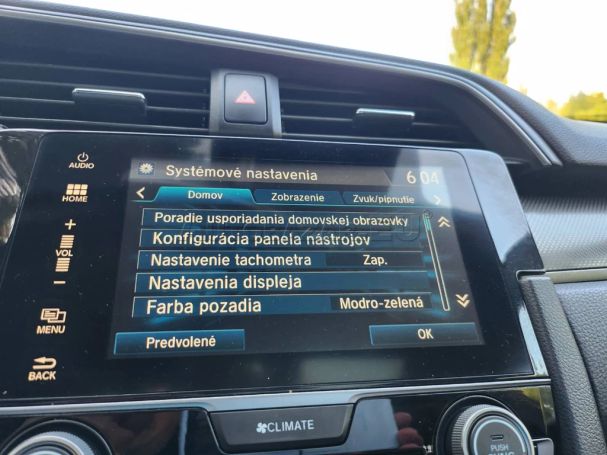 AUDIO
HOME
+
VOL
−
MENU
BACK
Systémové nastavenia 6 04
Domov Zobrazenie Zvuk/pípnutie
Poradie usporiadania domovskej obrazovky
Konfigurácia panela nástrojov
Nastavenie tachometra Zap.
Nastavenia displeja
Farba pozadia Modro-zelená
Predvolené OK
CLIMATE
PUSH
SYNC